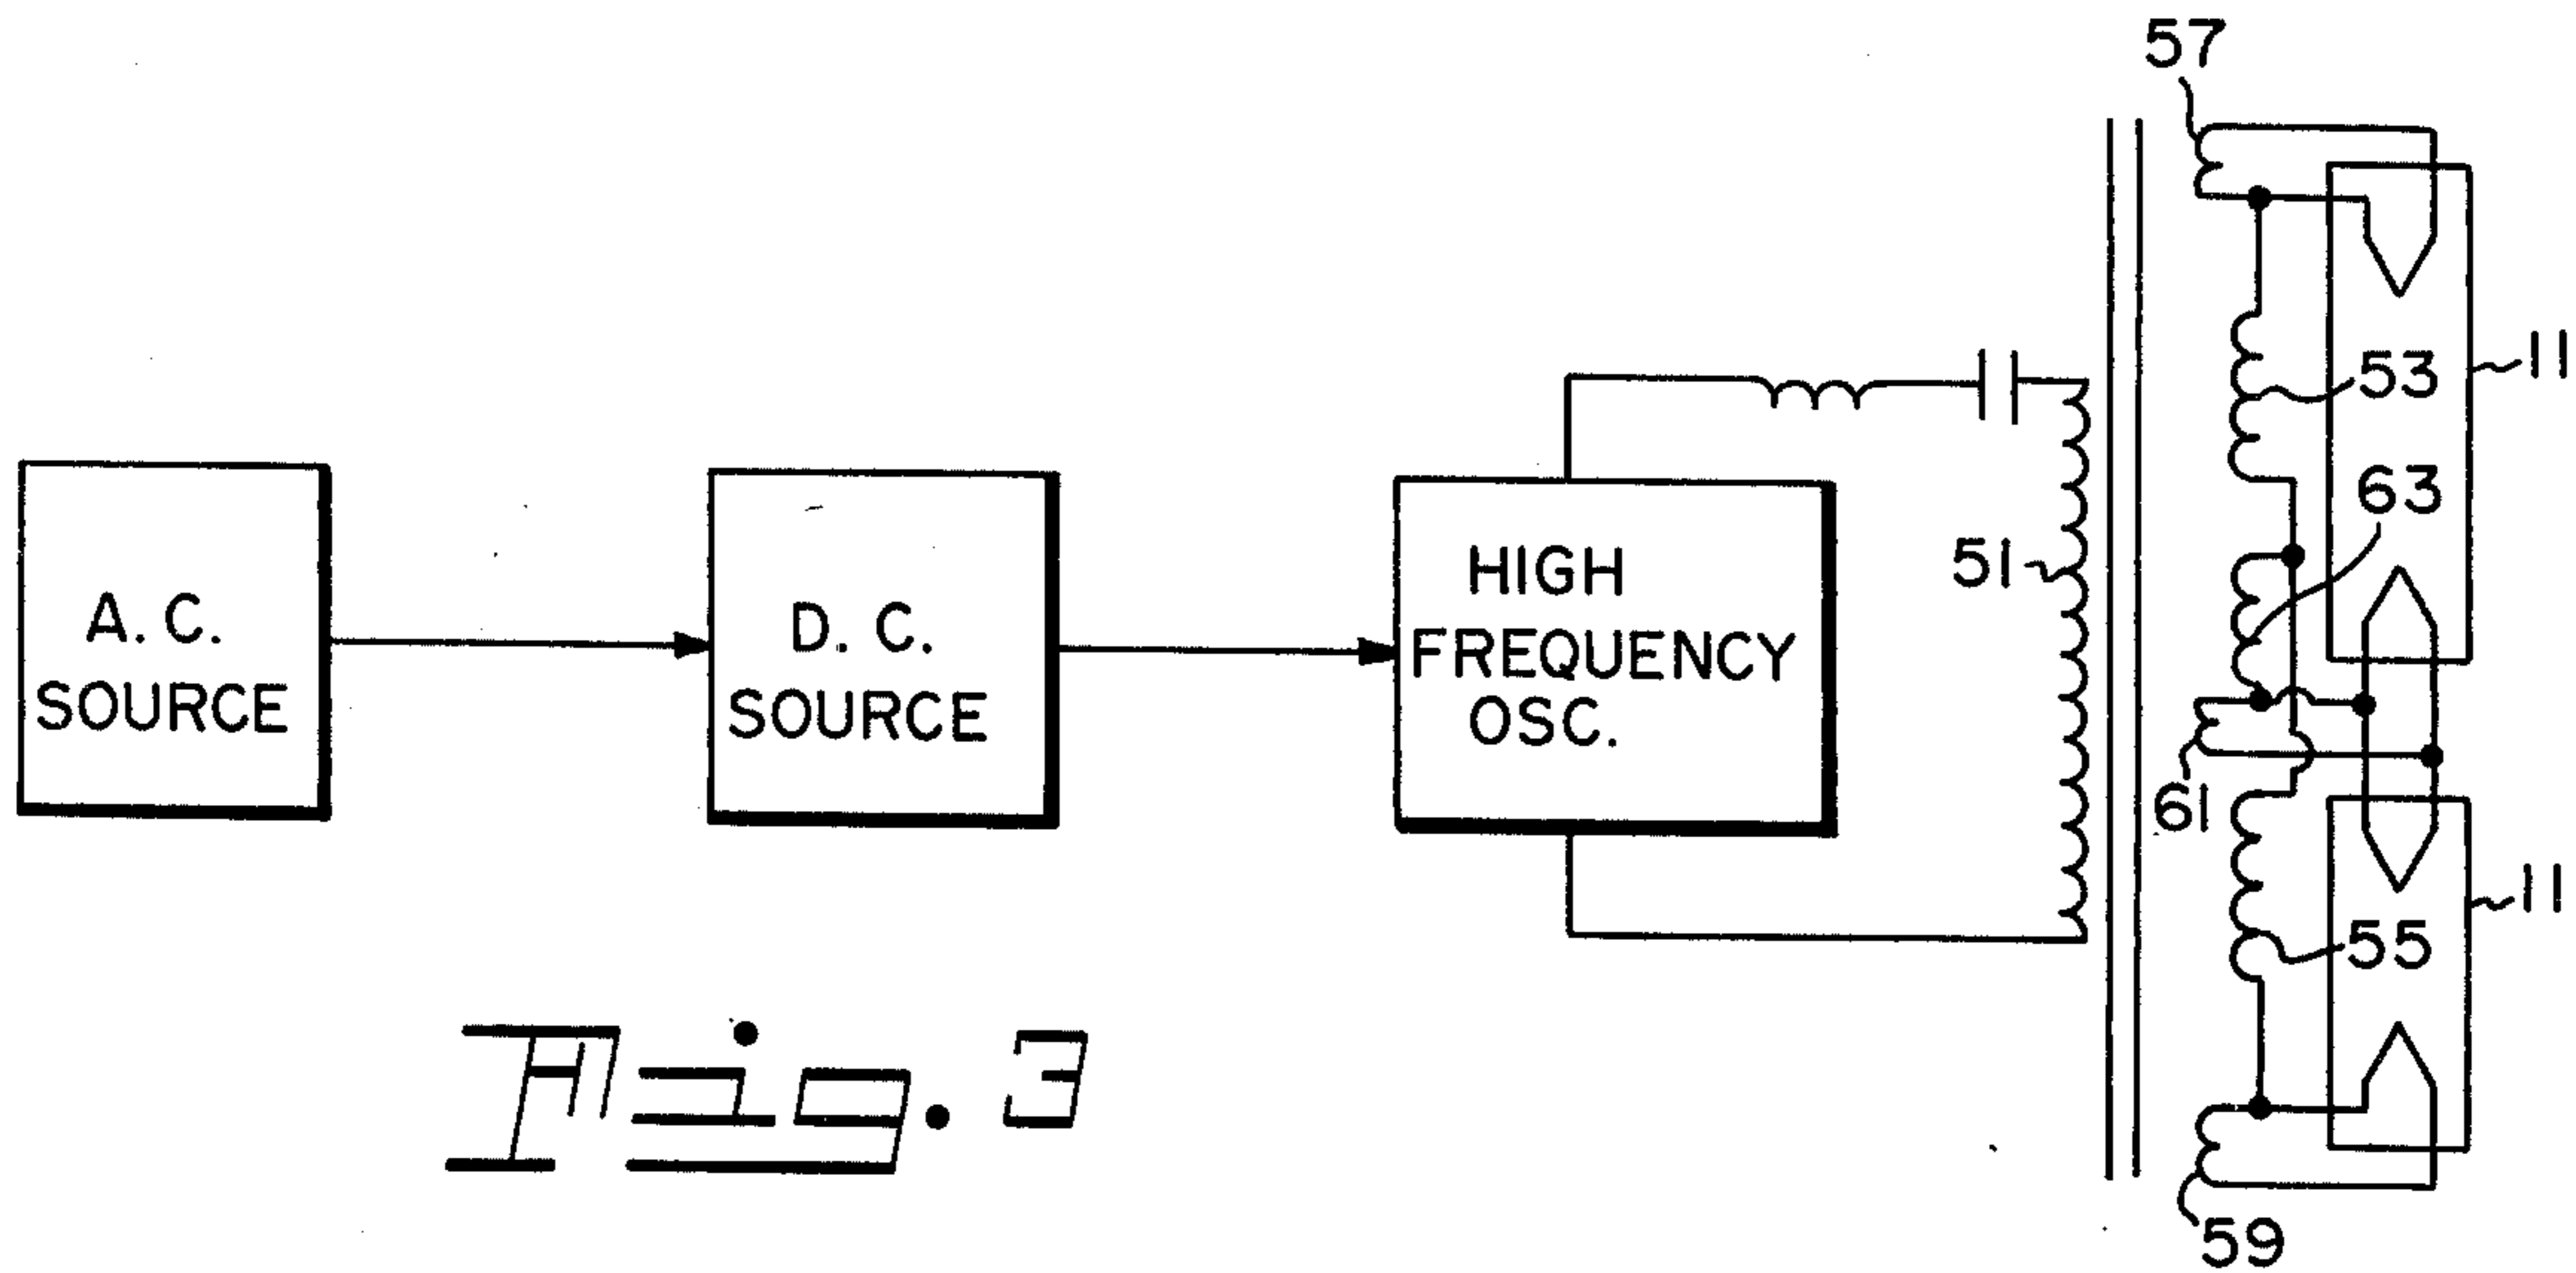 A. C.
SOURCE
D. C.
SOURCE
HIGH
FREQUENCY
OSC.
51
57
53
11
63
61
55
11
59
Fig. 3